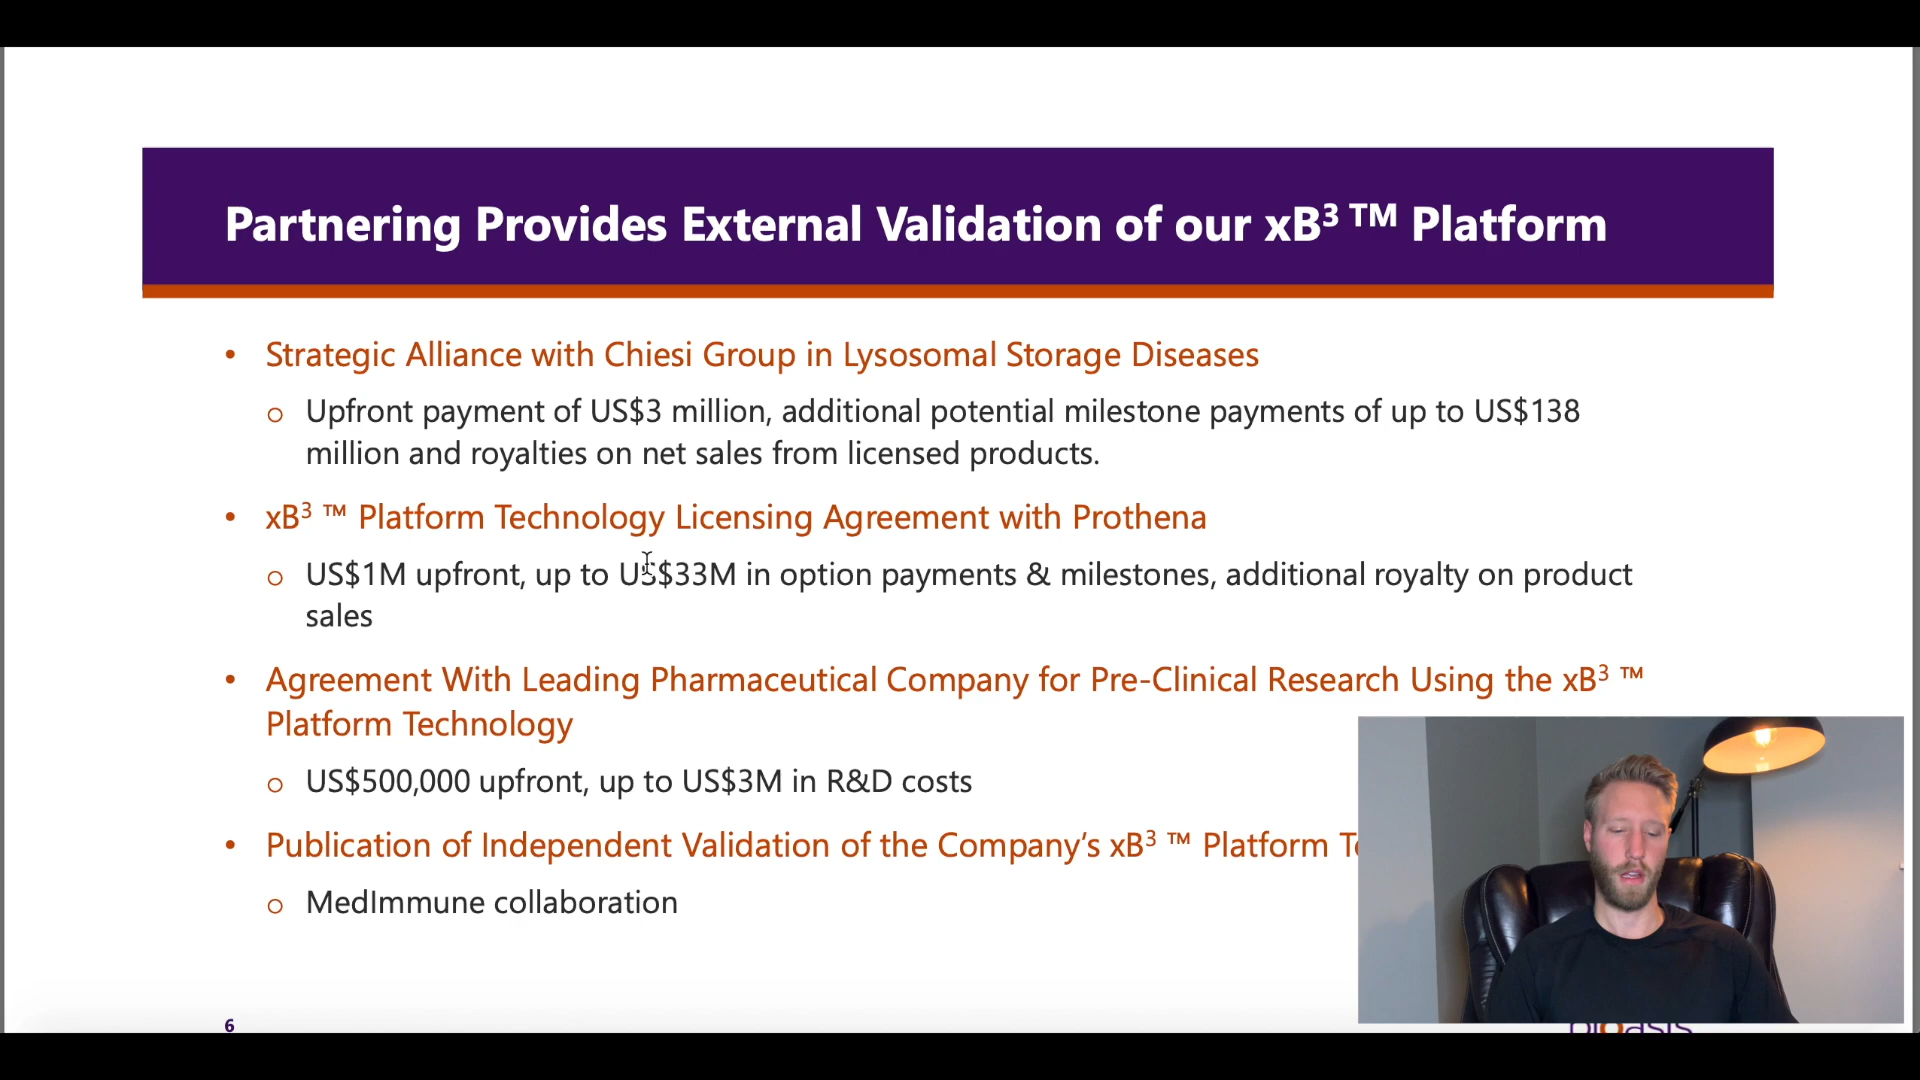 Partnering Provides External Validation of our xB³ ™ Platform
• Strategic Alliance with Chiesi Group in Lysosomal Storage Diseases
o Upfront payment of US$3 million, additional potential milestone payments of up to US$138
million and royalties on net sales from licensed products.
• xB³ ™ Platform Technology Licensing Agreement with Prothena
o US$1M upfront, up to US$33M in option payments & milestones, additional royalty on product
sales
• Agreement With Leading Pharmaceutical Company for Pre-Clinical Research Using the xB³ ™
Platform Technology
o US$500,000 upfront, up to US$3M in R&D costs
• Publication of Independent Validation of the Company’s xB³ ™ Platform
o MedImmune collaboration
6